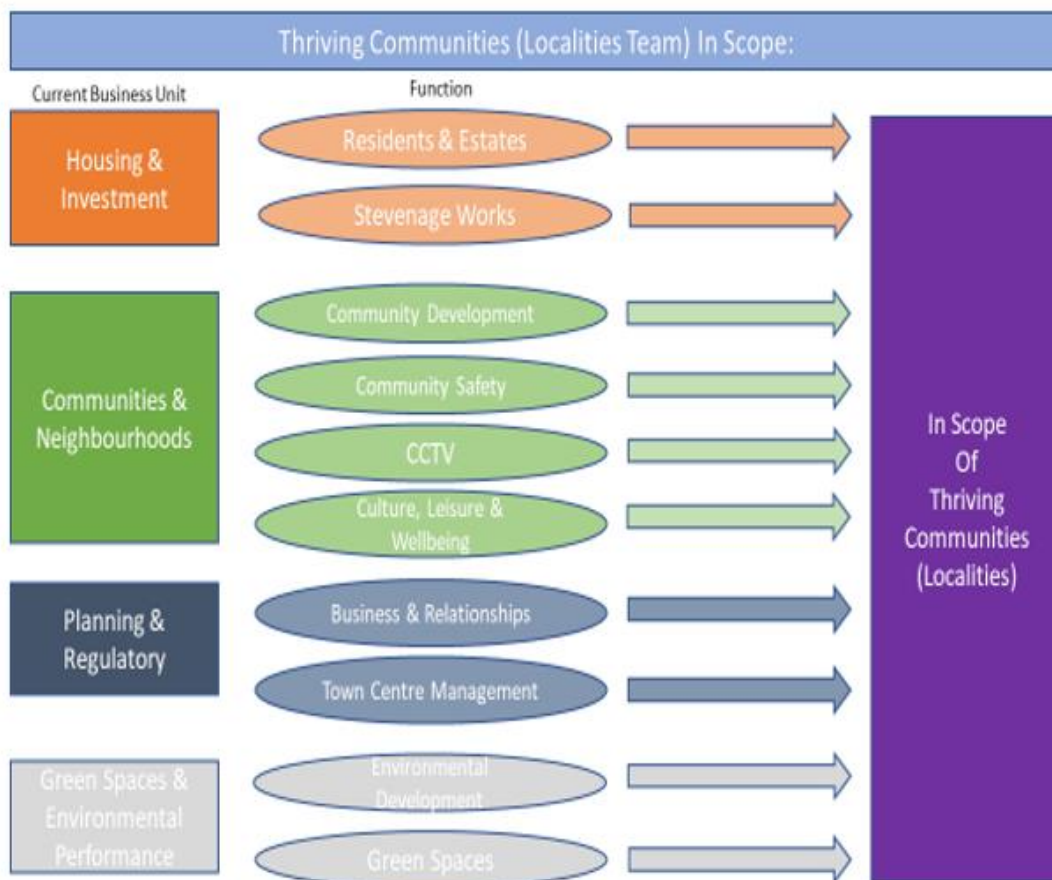 Thriving Communities (Localities Team) In Scope:
Current Business Unit
Function
Housing &
Investment
Residents & Estates
Stevenage Works
Communities &
Neighbourhoods
Community Development
Community Safety
CCTV
Culture, Leisure &
Wellbeing
Planning &
Regulatory
Business & Relationships
Town Centre Management
Green Spaces &
Environmental
Performance
Environmental
Development
Green Spaces
In Scope
Of
Thriving
Communities
(Localities)